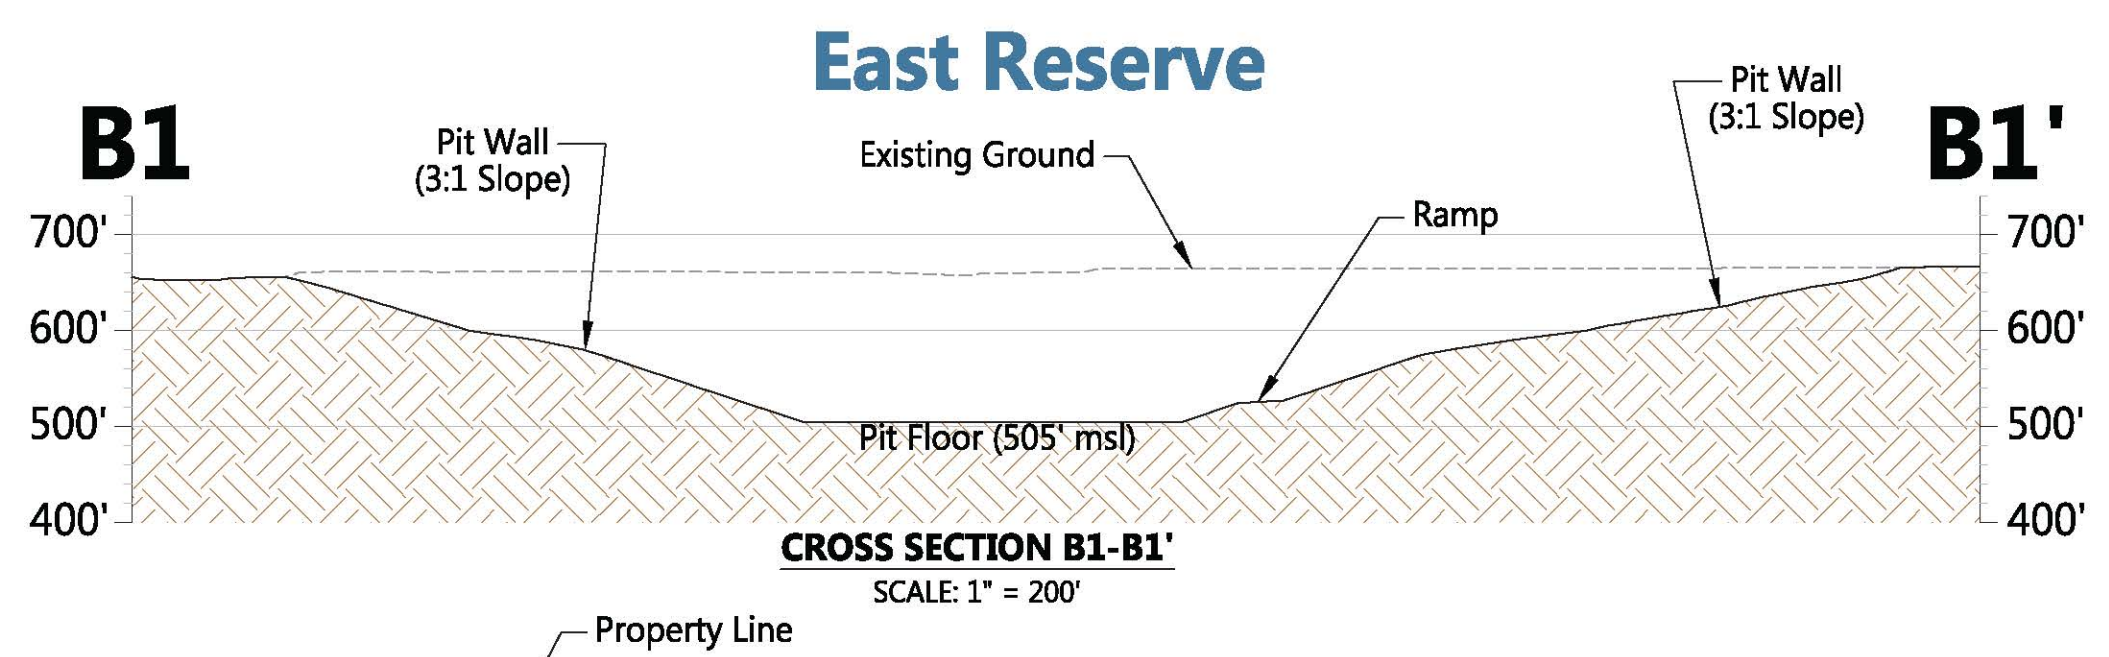 East Reserve
B1
B1'
Pit Wall
(3:1 Slope)
Existing Ground
Ramp
Pit Wall
(3:1 Slope)
700'
600'
500'
400'
700'
600'
500'
400'
Pit Floor (505' msl)
CROSS SECTION B1-B1'
SCALE: 1" = 200'
Property Line